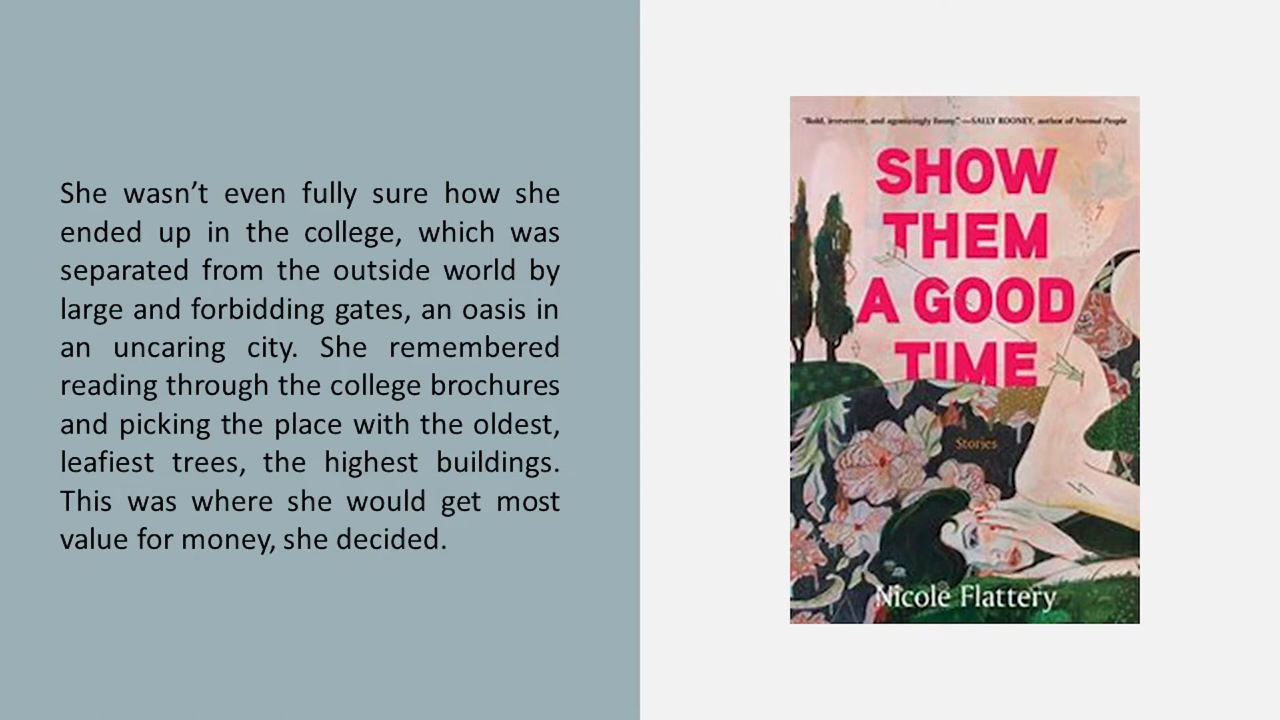 She wasn’t even fully sure how she
ended up in the college, which was
separated from the outside world by
large and forbidding gates, an oasis in
an uncaring city. She remembered
reading through the college brochures
and picking the place with the oldest,
leafiest trees, the highest buildings.
This was where she would get most
value for money, she decided.
"Bold, irreverent, and agonizingly funny." —SALLY ROONEY, author of Normal People
SHOW
THEM
A GOOD
TIME
Stories
Nicole Flattery